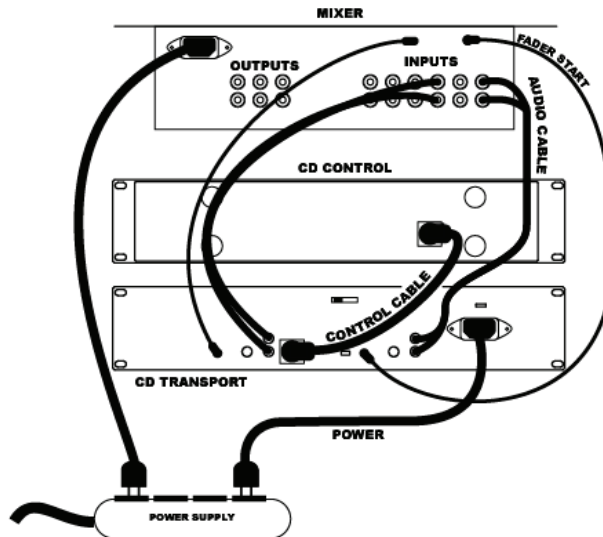 MIXER
OUTPUTS
INPUTS
FADER START
AUDIO CABLE
CD CONTROL
CONTROL CABLE
CD TRANSPORT
POWER
POWER SUPPLY